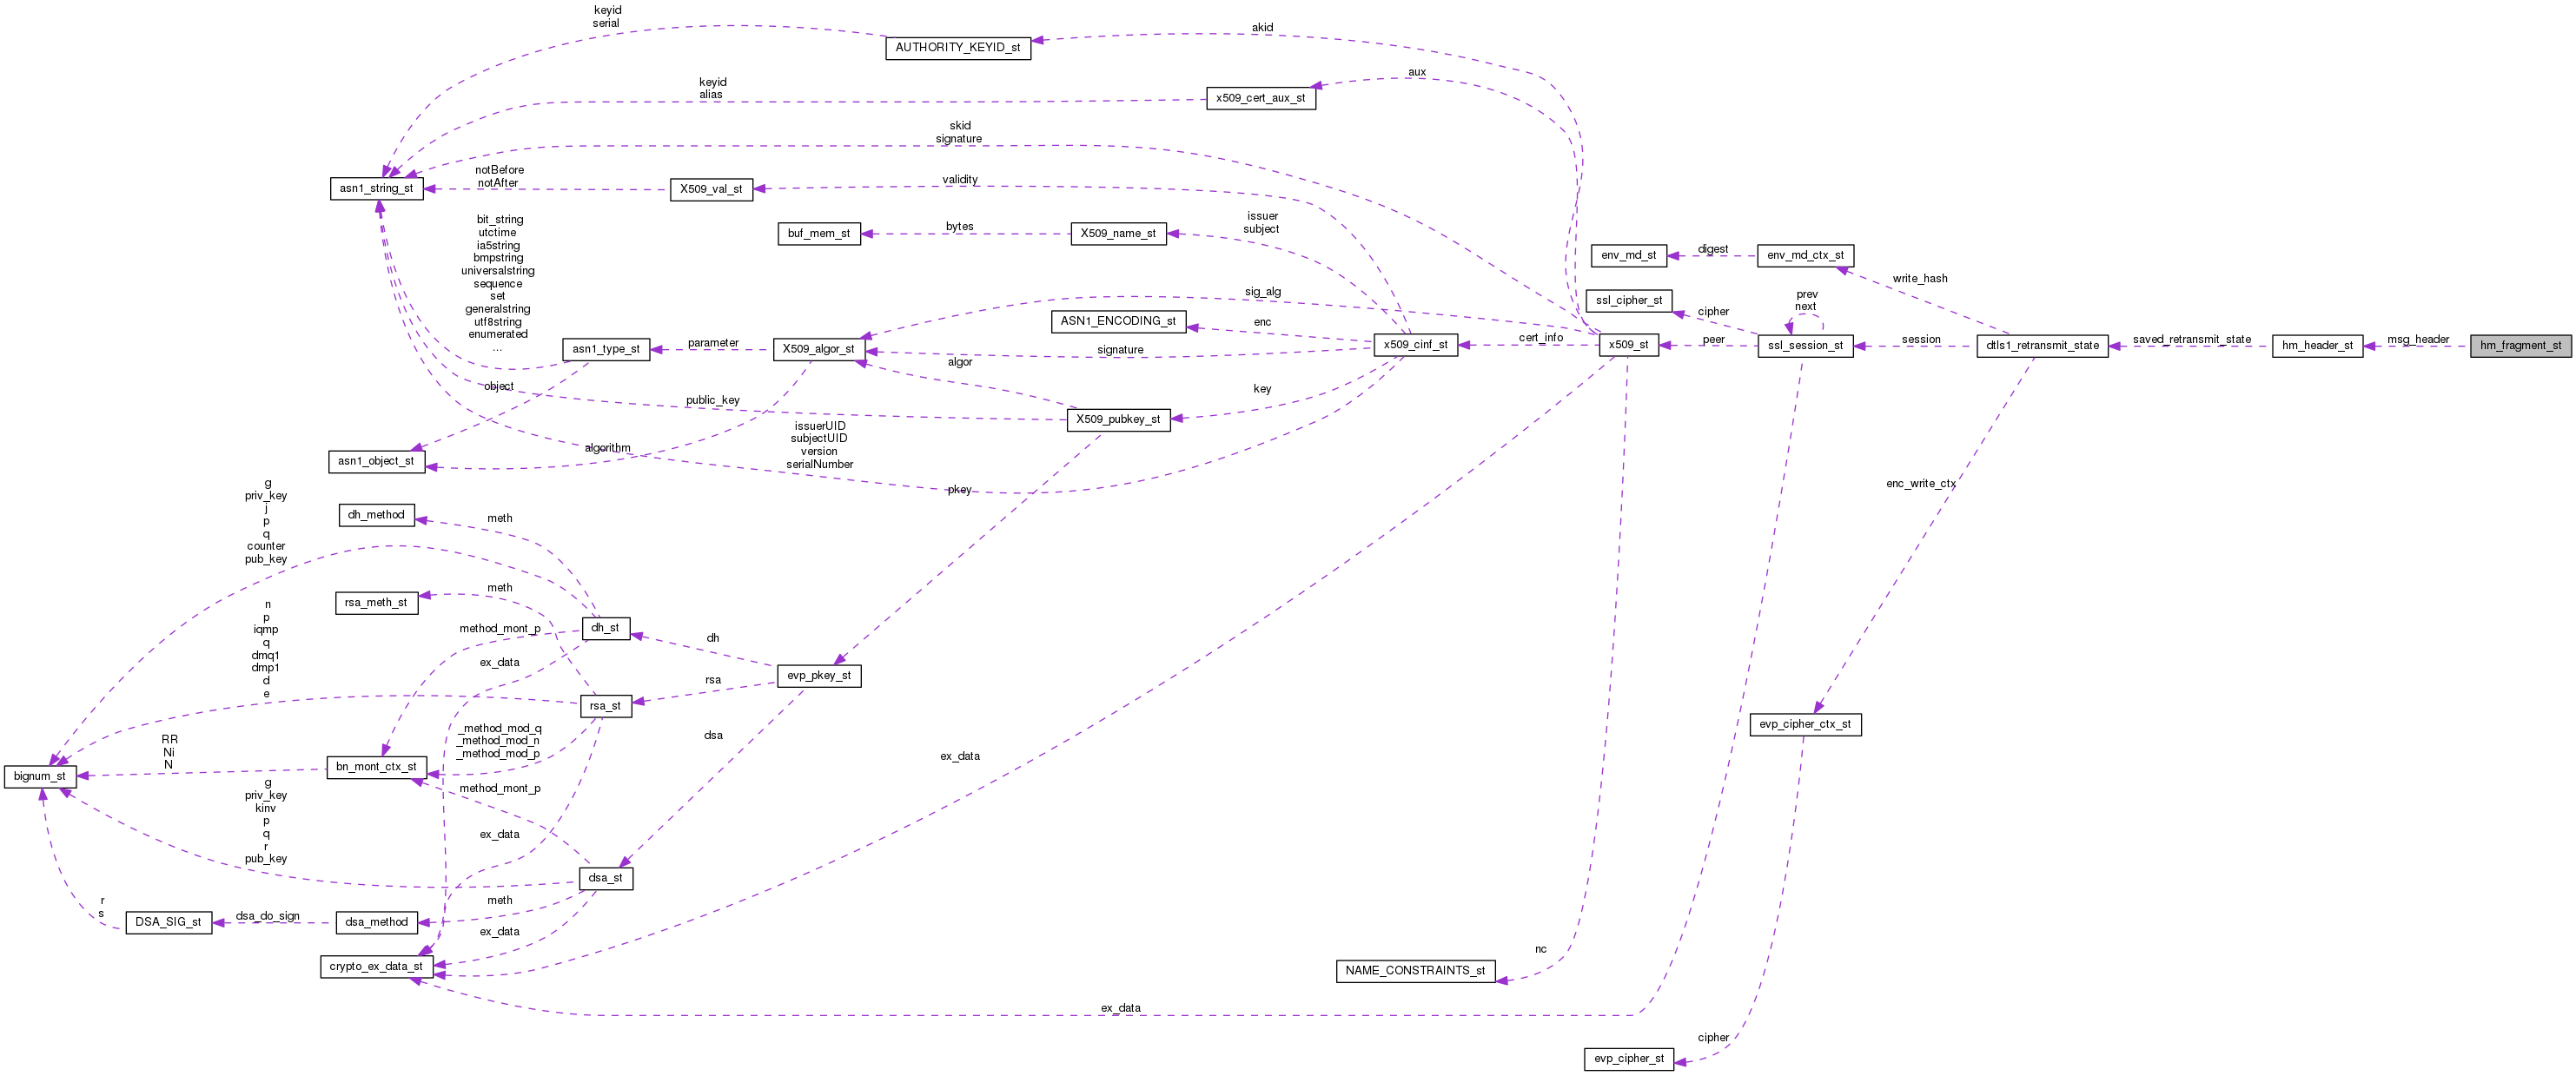 keyid
serial
akid
AUTHORITY_KEYID_st
aux
keyid
alias
x509_cert_aux_st
skid
signature
notBefore
notAfter
validity
asn1_string_st
X509_val_st
bit_string
utctime
ia5string
bmpstring
universalstring
sequence
set
generalstring
utf8string
enumerated
...
buf_mem_st
bytes
X509_name_st
issuer
subject
env_md_st
digest
env_md_ctx_st
write_hash
sig_alg
ssl_cipher_st
cipher
prev
next
ASN1_ENCODING_st
enc
asn1_type_st
parameter
X509_algor_st
signature
x509_cinf_st
cert_info
x509_st
peer
ssl_session_st
session
dtls1_retransmit_state
saved_retransmit_state
hm_header_st
msg_header
hm_fragment_st
algor
object
public_key
key
X509_pubkey_st
issuerUID
subjectUID
version
serialNumber
algorithm
asn1_object_st
pkey
enc_write_ctx
g
priv_key
j
p
q
counter
pub_key
dh_method
meth
rsa_meth_st
meth
n
p
iqmp
q
dmq1
dmp1
d
e
method_mont_p
dh_st
dh
ex_data
evp_pkey_st
rsa
rsa_st
_method_mod_q
_method_mod_n
_method_mod_p
dsa
evp_cipher_ctx_st
RR
Ni
N
bignum_st
bn_mont_ctx_st
ex_data
method_mont_p
g
priv_key
kinv
p
q
r
pub_key
ex_data
dsa_st
r
s
DSA_SIG_st
dsa_do_sign
dsa_method
meth
ex_data
crypto_ex_data_st
nc
NAME_CONSTRAINTS_st
ex_data
cipher
evp_cipher_st